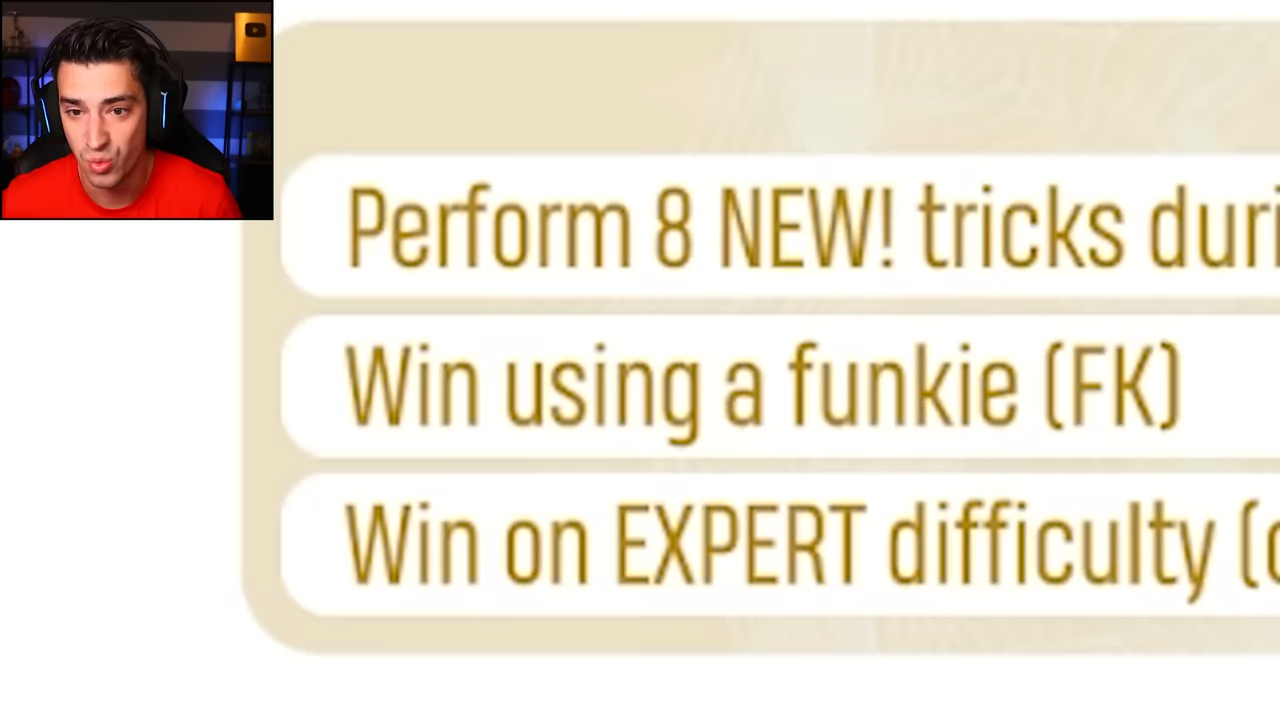 Perform 8 NEW! tricks duri
Win using a funkie (FK)
Win on EXPERT difficulty (